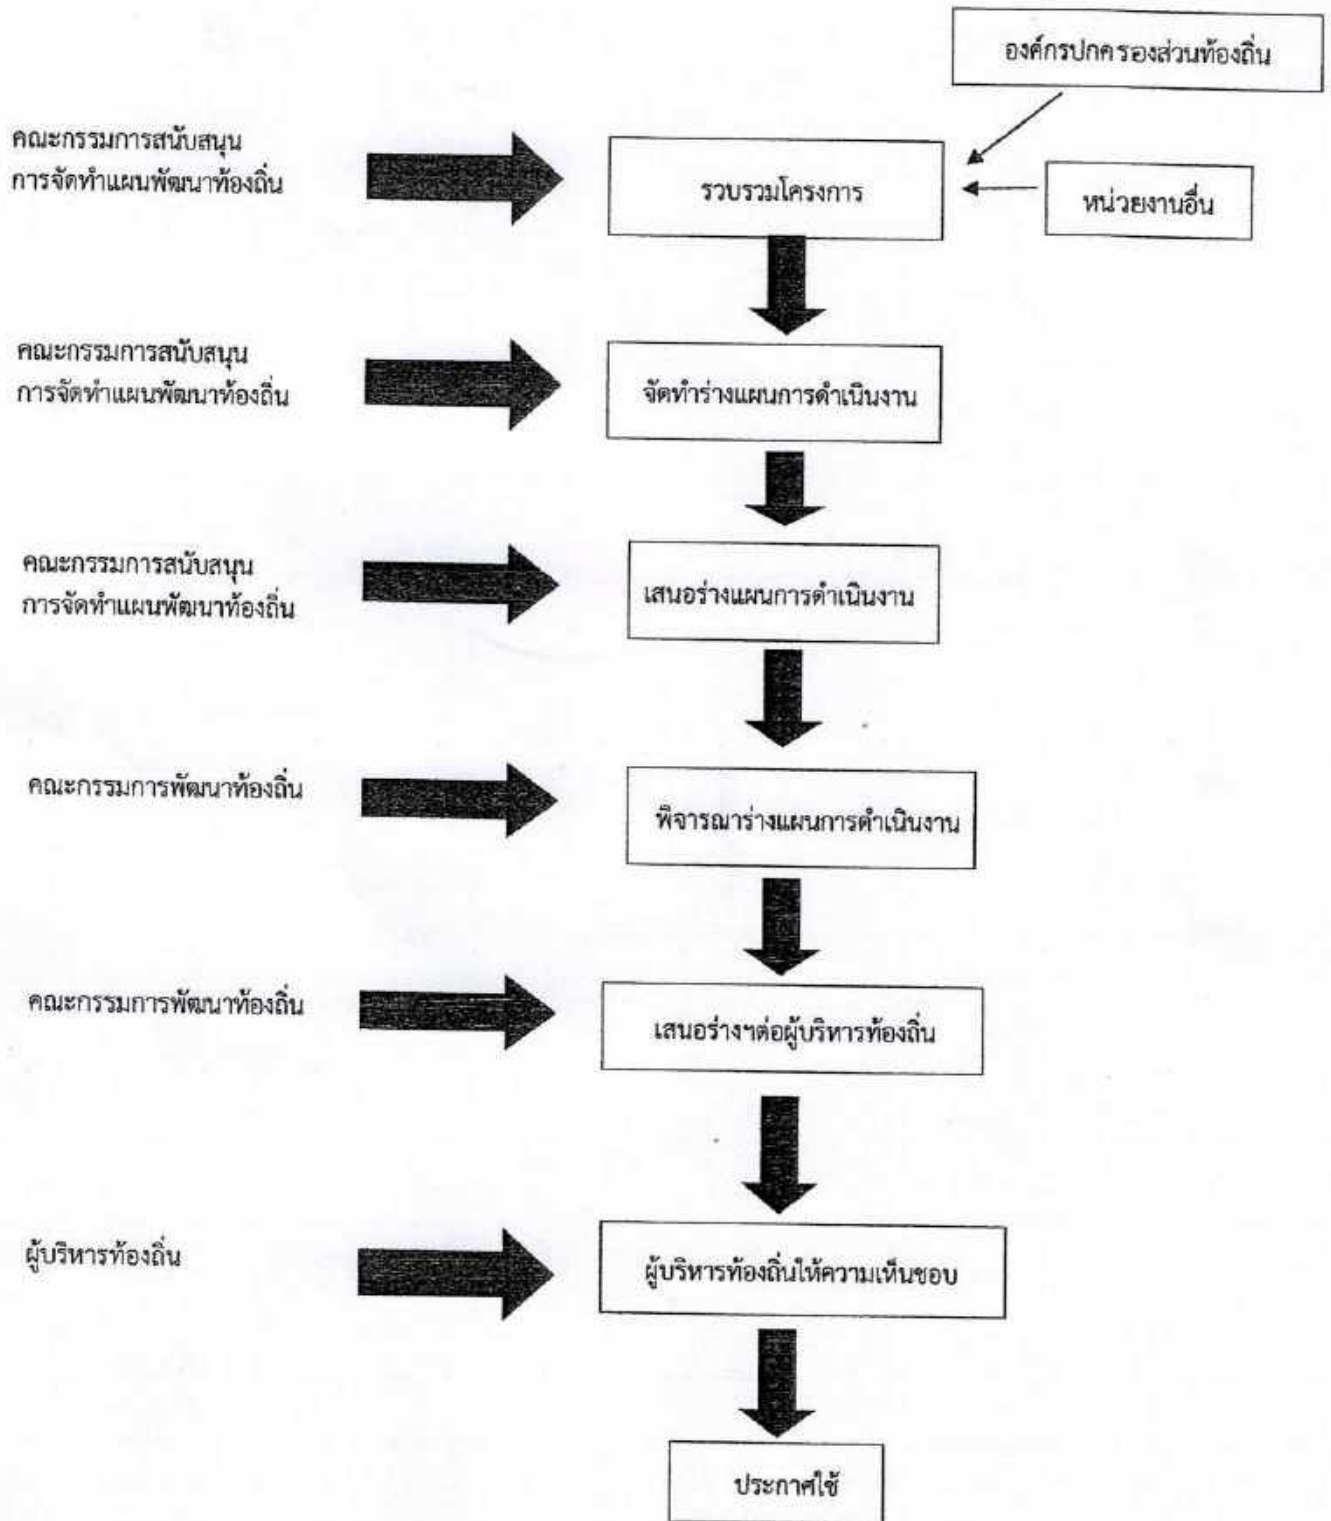 องค์กรปกครองส่วนท้องถิ่น
คณะกรรมการสนับสนุน
การจัดทำแผนพัฒนาท้องถิ่น
รวบรวมโครงการ
หน่วยงานอื่น
คณะกรรมการสนับสนุน
การจัดทำแผนพัฒนาท้องถิ่น
จัดทำร่างแผนการดำเนินงาน
คณะกรรมการสนับสนุน
การจัดทำแผนพัฒนาท้องถิ่น
เสนอร่างแผนการดำเนินงาน
คณะกรรมการพัฒนาท้องถิ่น
พิจารณาร่างแผนการดำเนินงาน
คณะกรรมการพัฒนาท้องถิ่น
เสนอร่างฯต่อผู้บริหารท้องถิ่น
ผู้บริหารท้องถิ่น
ผู้บริหารท้องถิ่นให้ความเห็นชอบ
ประกาศใช้